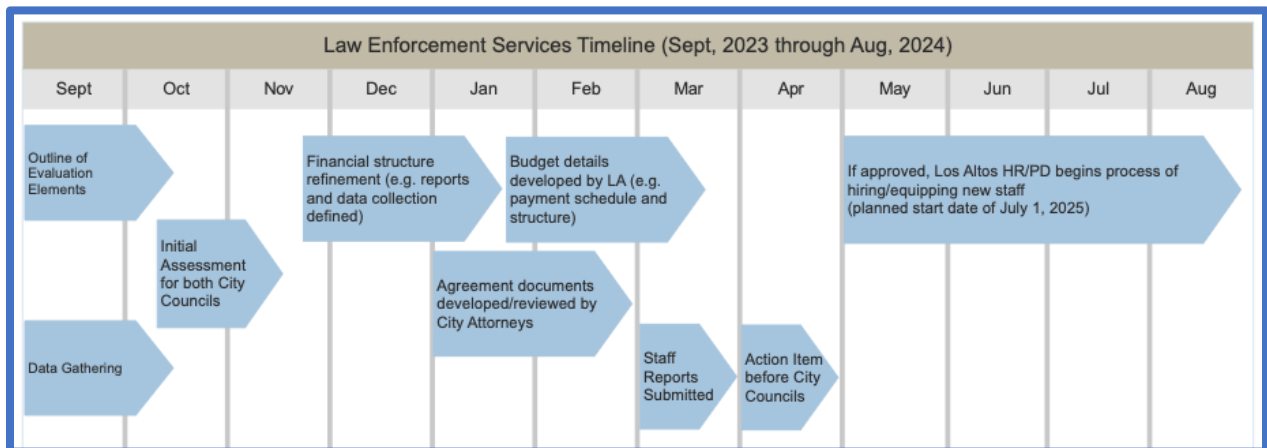 Law Enforcement Services Timeline (Sept, 2023 through Aug, 2024)
Sept Oct Nov Dec Jan Feb Mar Apr May Jun Jul Aug
Outline of
Evaluation
Elements
Financial structure
refinement (e.g. reports
and data collection
defined)
Budget details
developed by LA (e.g.
payment schedule and
structure)
If approved, Los Altos HR/PD begins process of
hiring/equipping new staff
(planned start date of July 1, 2025)
Initial
Assessment
for both City
Councils
Agreement documents
developed/reviewed by
City Attorneys
Data Gathering
Staff
Reports
Submitted
Action Item
before City
Councils